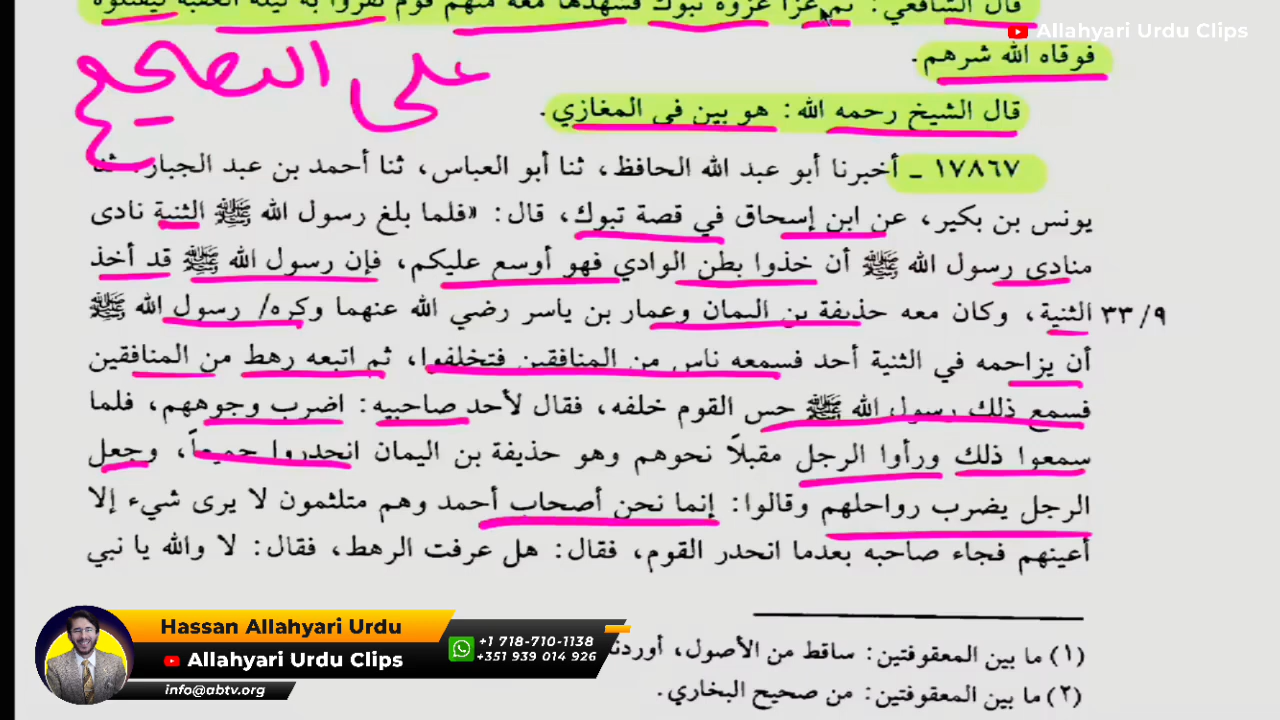 قال الشافعي: ثم غزا غزوة تبوك فشهدها معه منهم قوم نفروا به ليلة العقبة ليقتلوه
Allahyari Urdu Clips
فوقاه الله شرهم.
على الصحيح
قال الشيخ رحمه الله: هو بين في المغازي.
١٧٨٦٧ ـ أخبرنا أبو عبد الله الحافظ، ثنا أبو العباس، ثنا أحمد بن عبد الجبار، ثنا
يونس بن بكير، عن ابن إسحاق في قصة تبوك، قال: «فلما بلغ رسول الله ﷺ الثنية نادى
منادى رسول الله ﷺ أن خذوا بطن الوادي فهو أوسع عليكم، فإن رسول الله ﷺ قد أخذ
٣٣/٩ الثنية، وكان معه حذيفة بن اليمان وعمار بن ياسر رضي الله عنهما وكره/ رسول الله ﷺ
أن يزاحمه في الثنية أحد فسمعه ناس من المنافقين فتخلفوا، ثم اتبعه رهط من المنافقين
فسمع ذلك رسول الله ﷺ حس القوم خلفه، فقال لأحد صاحبيه: اضرب وجوههم، فلما
سمعوا ذلك ورأوا الرجل مقبلاً نحوهم وهو حذيفة بن اليمان انحدروا جميعاً، وجعل
الرجل يضرب رواحلهم وقالوا: إنما نحن أصحاب أحمد وهم متلثمون لا يرى شيء إلا
أعينهم فجاء صاحبه بعدما انحدر القوم، فقال: هل عرفت الرهط، فقال: لا والله يا نبي
(١) ما بين المعقوفتين: ساقط من الأصول، أوردناه
(٢) ما بين المعقوفتين: من صحيح البخاري.
Hassan Allahyari Urdu
Allahyari Urdu Clips
info@abtv.org
+1 718-710-1138
+351 939 014 926